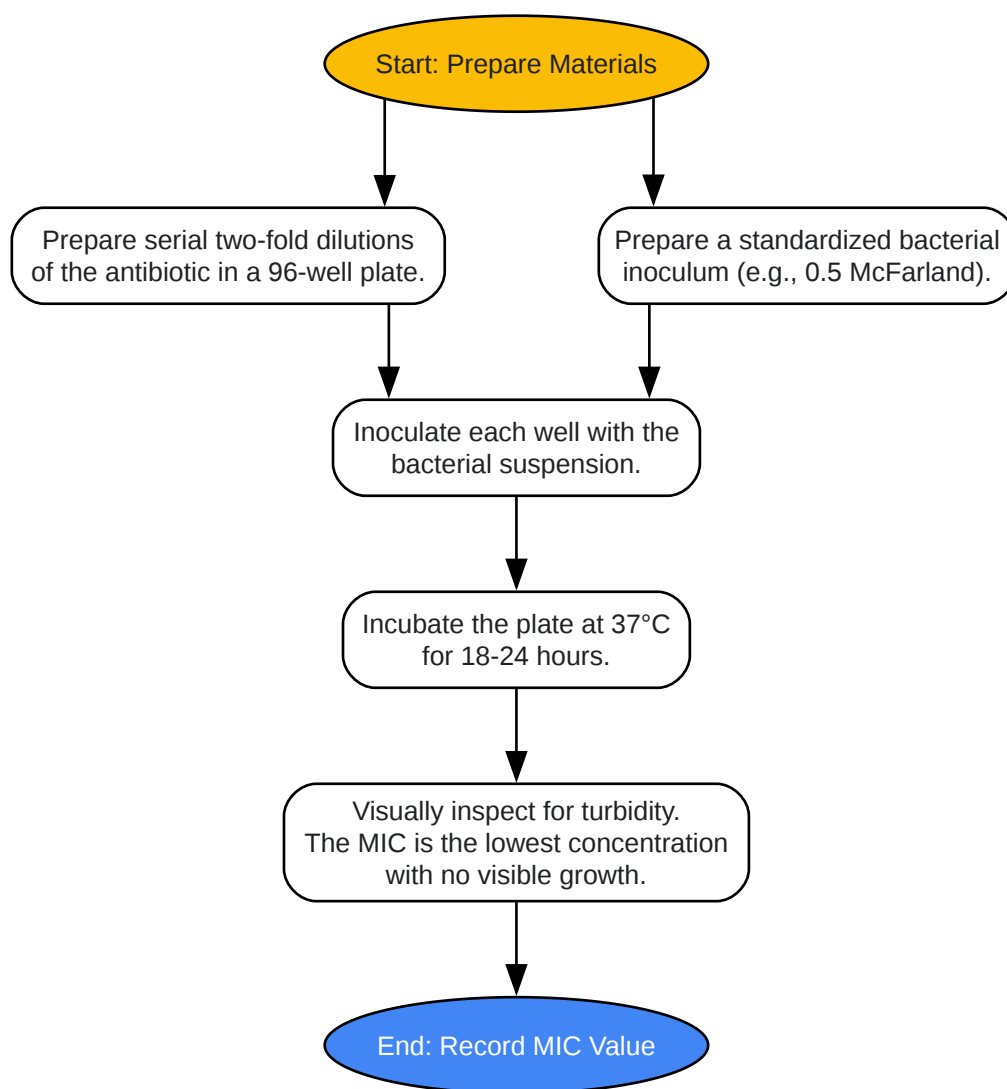 Start: Prepare Materials
Prepare serial two-fold dilutions
of the antibiotic in a 96-well plate.
Prepare a standardized bacterial
inoculum (e.g., 0.5 McFarland).
Inoculate each well with the
bacterial suspension.
Incubate the plate at 37°C
for 18-24 hours.
Visually inspect for turbidity.
The MIC is the lowest concentration
with no visible growth.
End: Record MIC Value